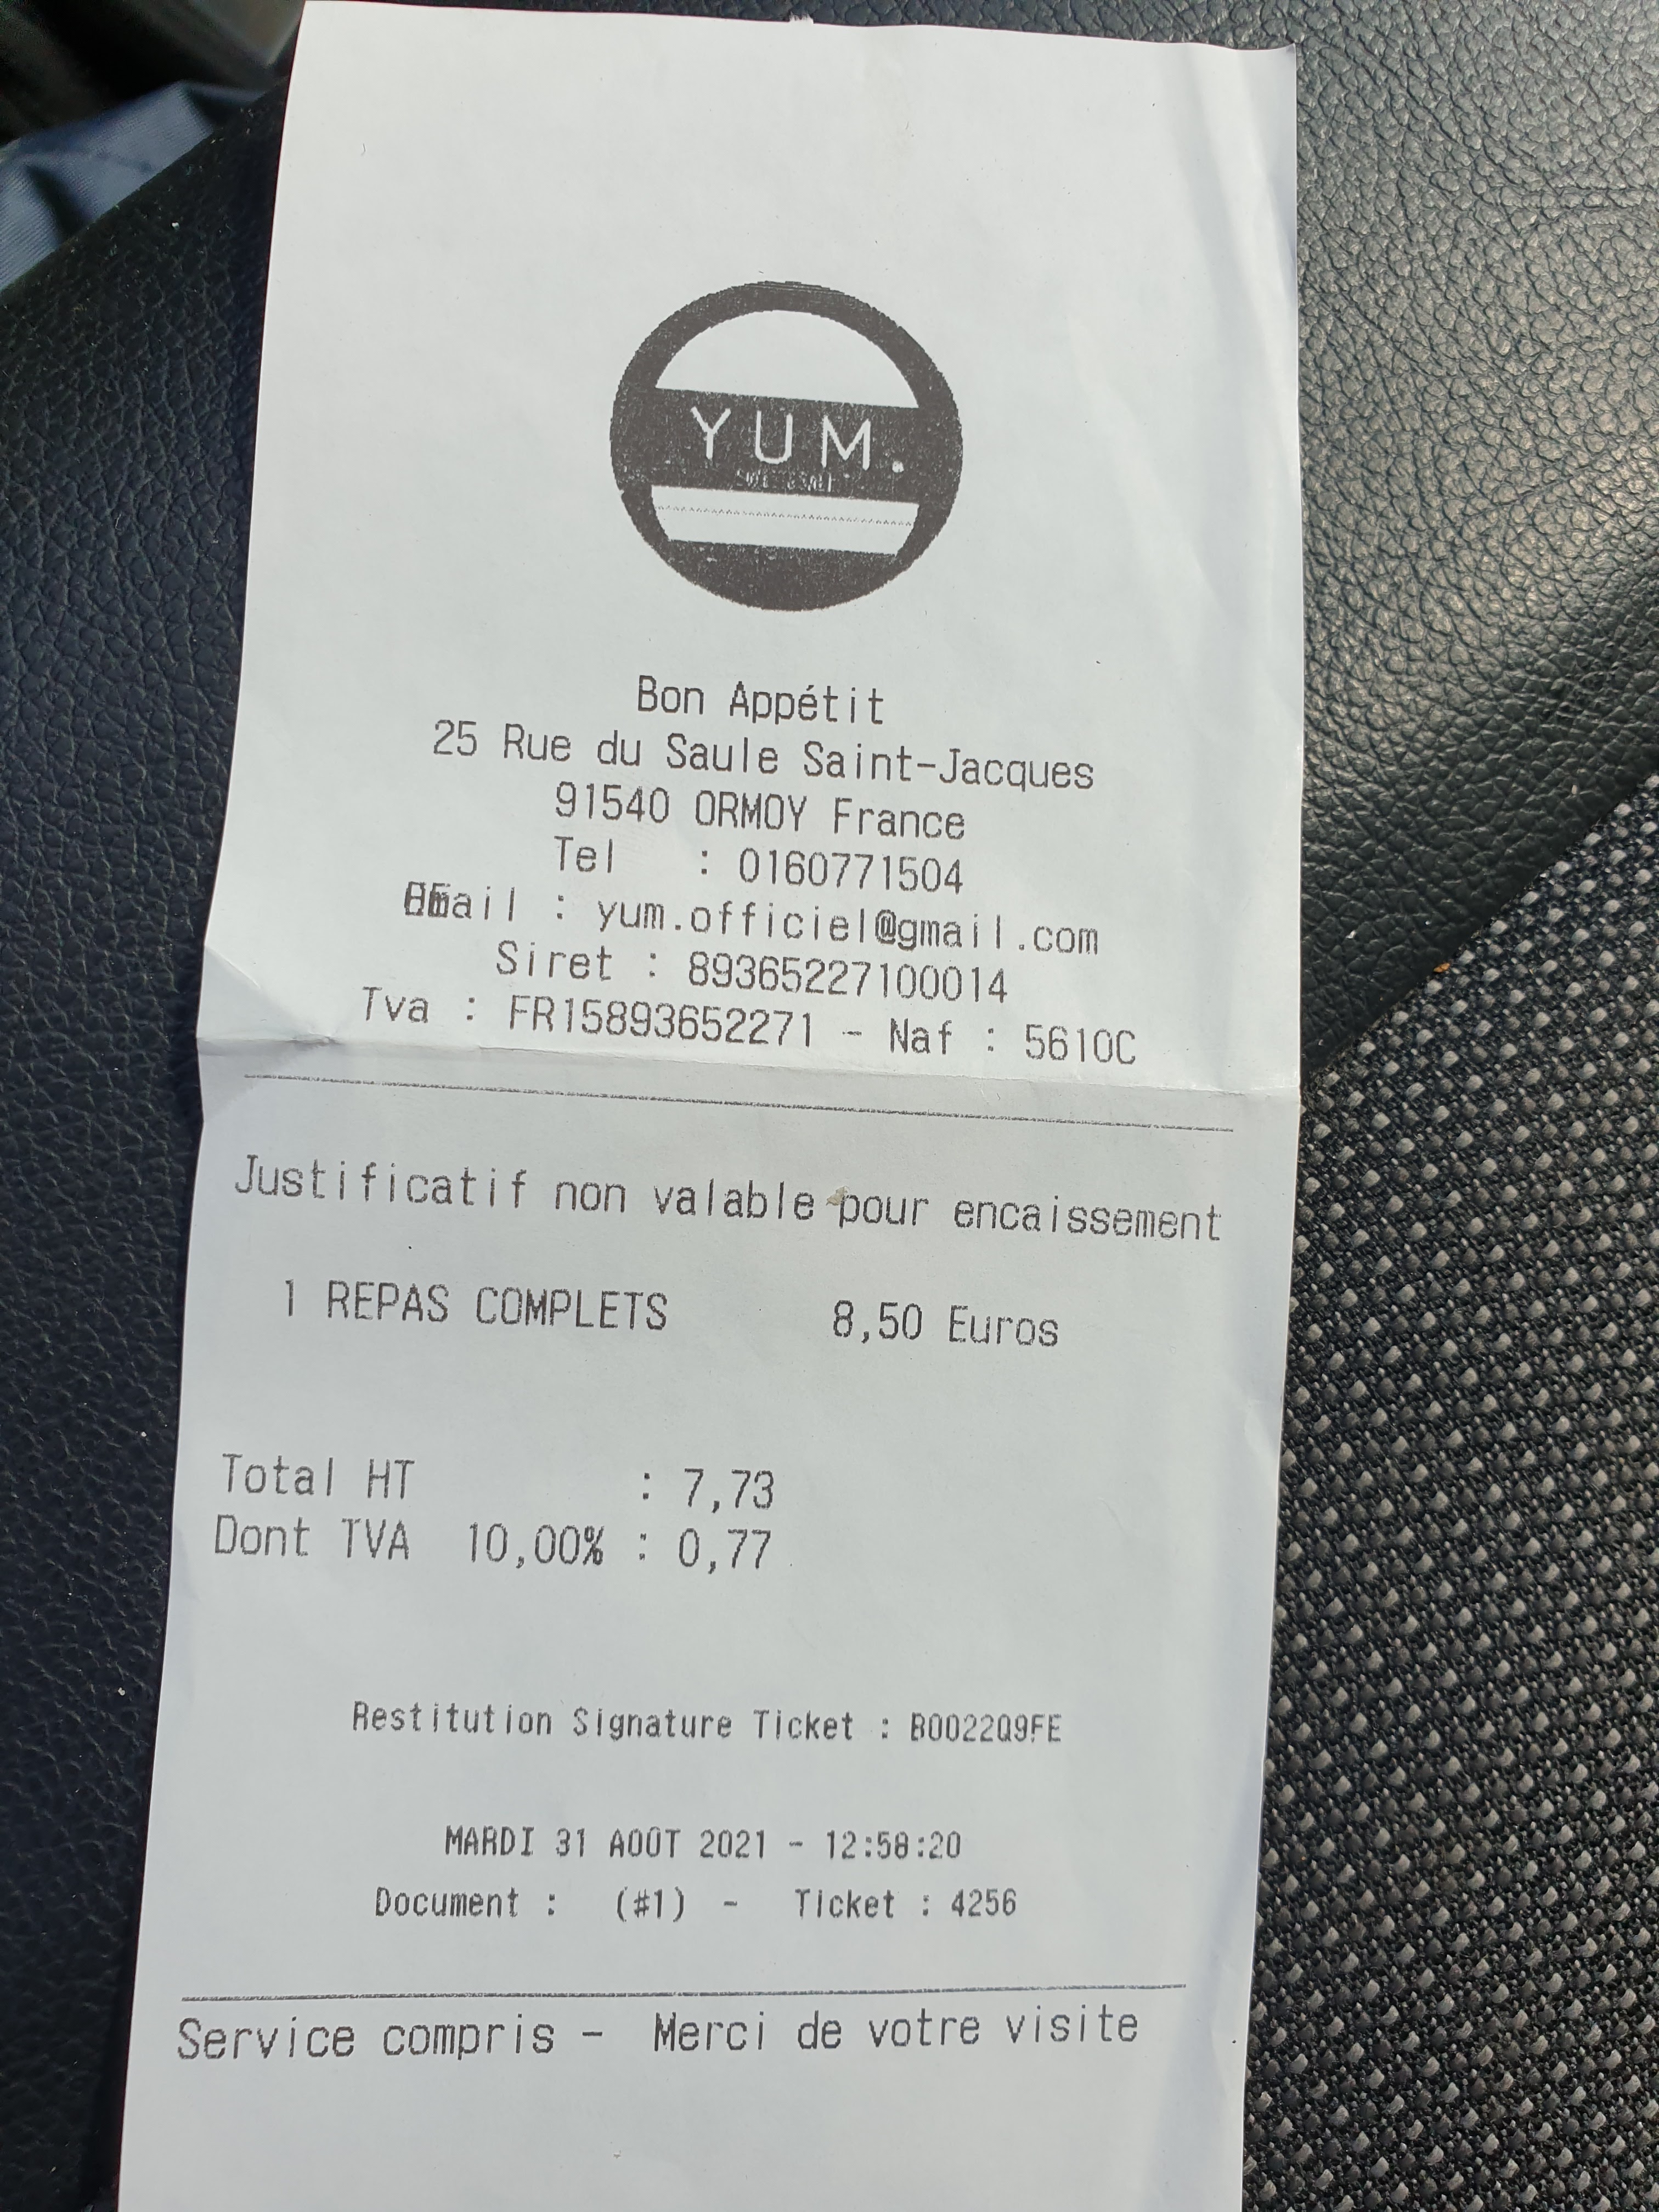 YUM.
Bon Appétit
25 Rue du Saule Saint-Jacques
91540 ORMOY France
Tel : 0160771504
: yum.officiel@gmail.com
Siret : 89365227100014
Tva : FR15893652271 - Naf : 5610C
Justificatif non valable pour encaissement
1 REPAS COMPLETS 8,50 Euros
Total HT : 7,73
Dont TVA 10,00% : 0,77
Restitution Signature Ticket : B0022Q9FE
MARDI 31 AOÛT 2021 - 12:58:20
Document : (#1) - Ticket : 4256
Service compris - Merci de votre visite